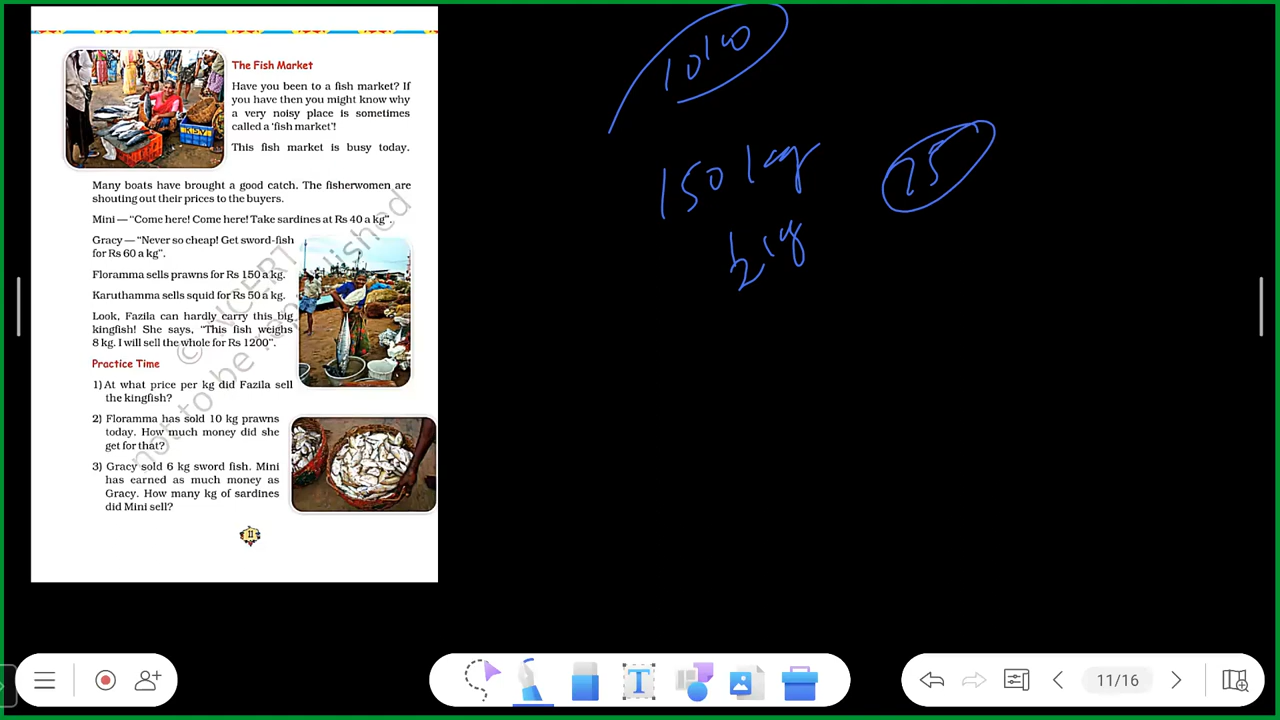 The Fish Market
Have you been to a fish market? If
you have then you might know why
a very noisy place is sometimes
called a 'fish market'!
This fish market is busy today.
Many boats have brought a good catch. The fisherwomen are
shouting out their prices to the buyers.
Mini — "Come here! Come here! Take sardines at Rs 40 a kg".
Gracy — "Never so cheap! Get sword-fish
for Rs 60 a kg".
Floramma sells prawns for Rs 150 a kg.
Karuthamma sells squid for Rs 50 a kg.
Look, Fazila can hardly carry this big
kingfish! She says, "This fish weighs
8 kg. I will sell the whole for Rs 1200".
Practice Time
1) At what price per kg did Fazila sell
the kingfish?
2) Floramma has sold 10 kg prawns
today. How much money did she
get for that?
3) Gracy sold 6 kg sword fish. Mini
has earned as much money as
Gracy. How many kg of sardines
did Mini sell?
11
© NCERT
not to be republished
150 kg
T
11/16